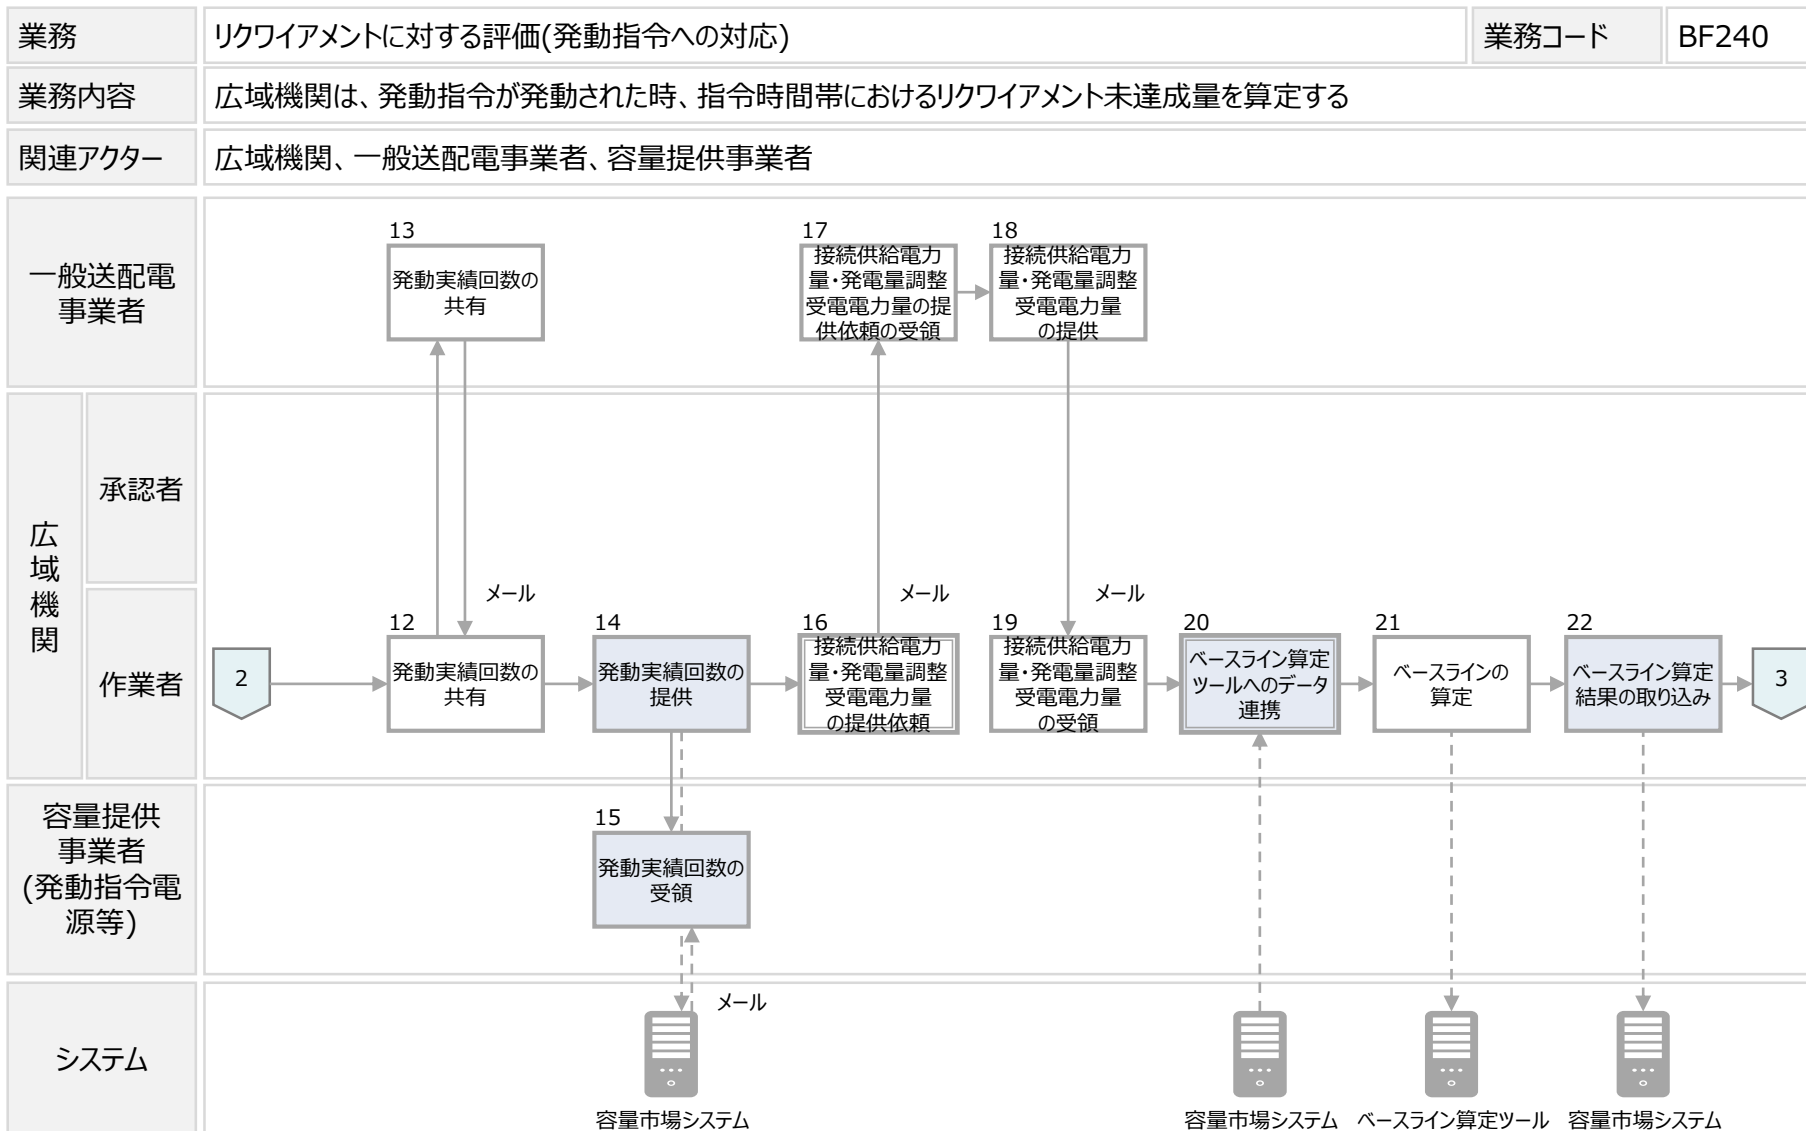 業務
リクワイアメントに対する評価(発動指令への対応)
業務コード
BF240
業務内容
広域機関は、発動指令が発動された時、指令時間帯におけるリクワイアメント未達成量を算定する
関連アクター
広域機関、一般送配電事業者、容量提供事業者
一般送配電
事業者
13
発動実績回数の
共有
17
接続供給電力
量・発電量調整
受電電力量の提
供依頼の受領
18
接続供給電力
量・発電量調整
受電電力量
の提供
広
域
機
関
承認者
作業者
メール
メール
メール
2
12
発動実績回数の
共有
14
発動実績回数の
提供
16
接続供給電力
量・発電量調整
受電電力量
の提供依頼
19
接続供給電力
量・発電量調整
受電電力量
の受領
20
ベースライン算定
ツールへのデータ
連携
21
ベースラインの
算定
22
ベースライン算定
結果の取り込み
3
容量提供
事業者
(発動指令電
源等)
15
発動実績回数の
受領
システム
メール
容量市場システム
容量市場システム
ベースライン算定ツール
容量市場システム